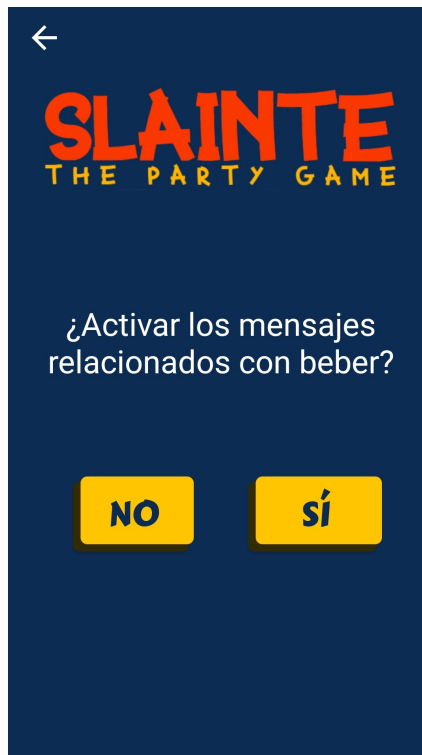 SLAINTE
THE PARTY GAME
¿Activar los mensajes
relacionados con beber?
NO
SÍ